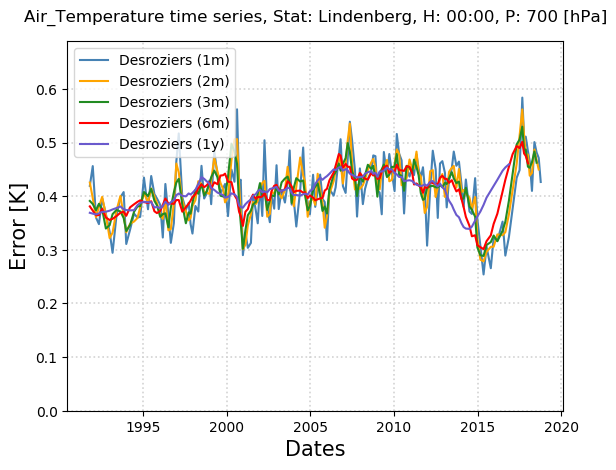 Air_Temperature time series, Stat: Lindenberg, H: 00:00, P: 700 [hPa]
Desroziers (1m)
Desroziers (2m)
Desroziers (3m)
Desroziers (6m)
Desroziers (1y)
Error [K]
0.6
0.5
0.4
0.3
0.2
0.1
0.0
1995 2000 2005 2010 2015 2020
Dates